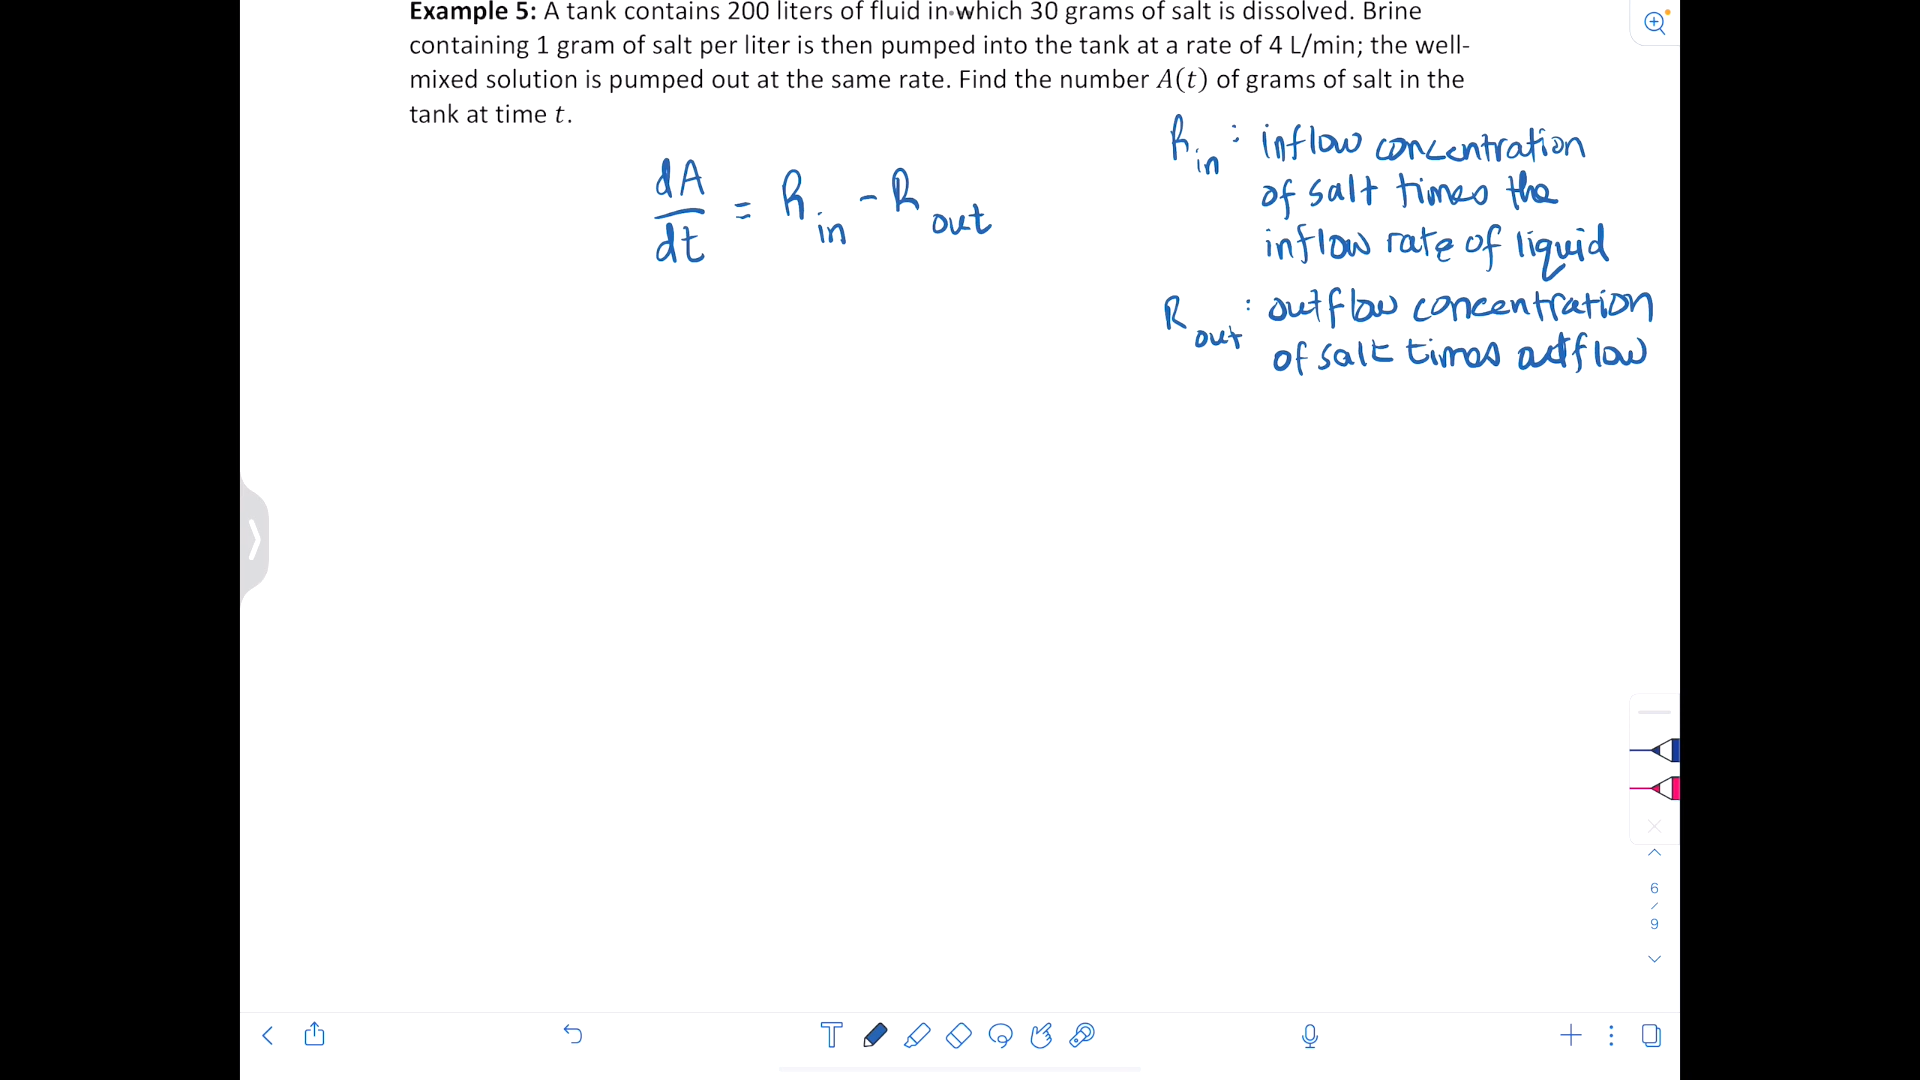 Example 5: A tank contains 200 liters of fluid in which 30 grams of salt is dissolved. Brine
containing 1 gram of salt per liter is then pumped into the tank at a rate of 4 L/min; the well-
mixed solution is pumped out at the same rate. Find the number A(t) of grams of salt in the
tank at time t.
dA/dt = R_in - R_out
R_in : inflow concentration
of salt times the
inflow rate of liquid
R_out : outflow concentration
of salt times outflow
6
/
9